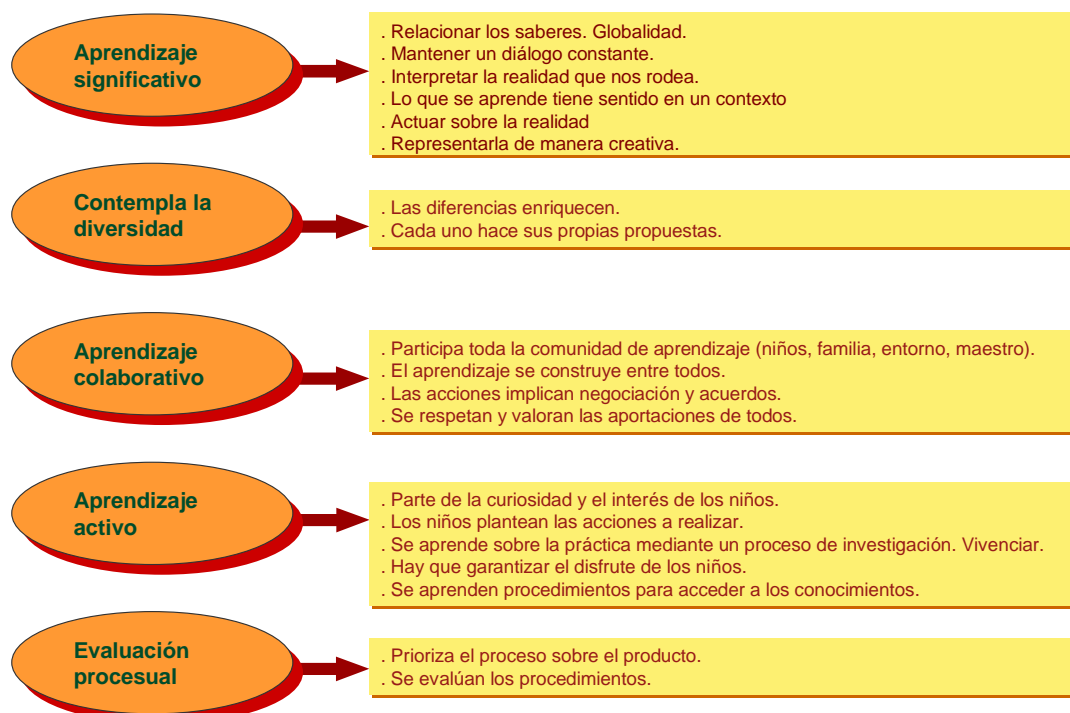 Aprendizaje
significativo
. Relacionar los saberes. Globalidad.
. Mantener un diálogo constante.
. Interpretar la realidad que nos rodea.
. Lo que se aprende tiene sentido en un contexto
. Actuar sobre la realidad
. Representarla de manera creativa.
Contempla la
diversidad
. Las diferencias enriquecen.
. Cada uno hace sus propias propuestas.
Aprendizaje
colaborativo
. Participa toda la comunidad de aprendizaje (niños, familia, entorno, maestro).
. El aprendizaje se construye entre todos.
. Las acciones implican negociación y acuerdos.
. Se respetan y valoran las aportaciones de todos.
Aprendizaje
activo
. Parte de la curiosidad y el interés de los niños.
. Los niños plantean las acciones a realizar.
. Se aprende sobre la práctica mediante un proceso de investigación. Vivenciar.
. Hay que garantizar el disfrute de los niños.
. Se aprenden procedimientos para acceder a los conocimientos.
Evaluación
procesual
. Prioriza el proceso sobre el producto.
. Se evalúan los procedimientos.